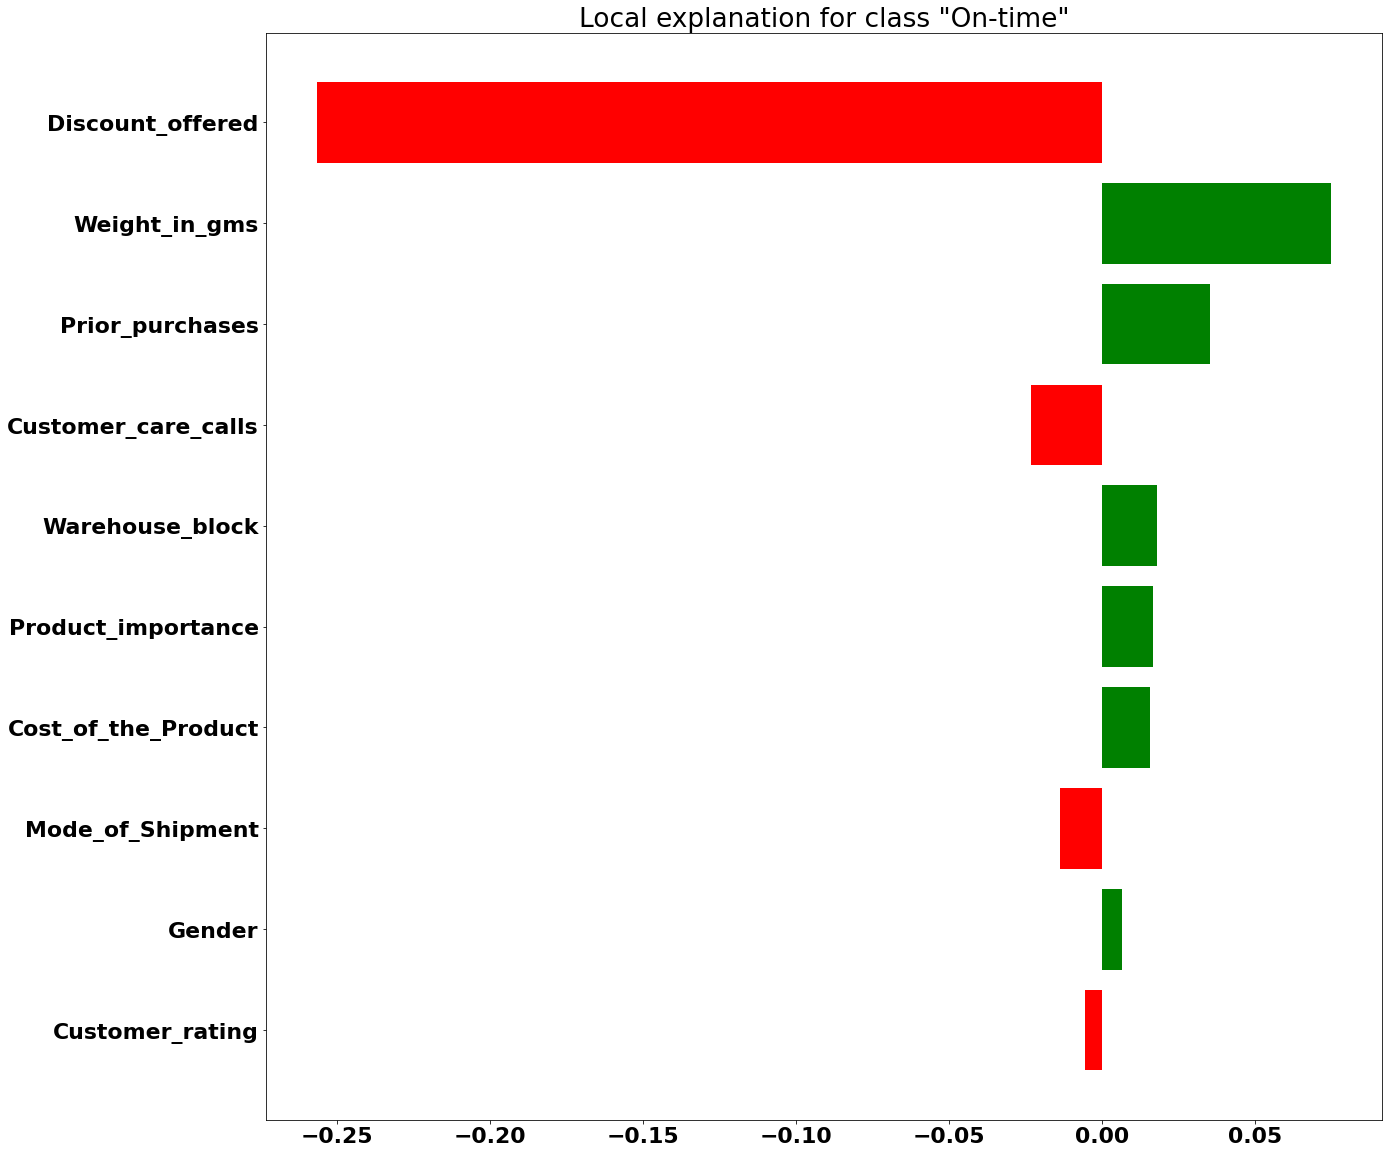 Local explanation for class "On-time"
Discount_offered
Weight_in_gms
Prior_purchases
Customer_care_calls
Warehouse_block
Product_importance
Cost_of_the_Product
Mode_of_Shipment
Gender
Customer_rating
−0.25 −0.20 −0.15 −0.10 −0.05 0.00 0.05